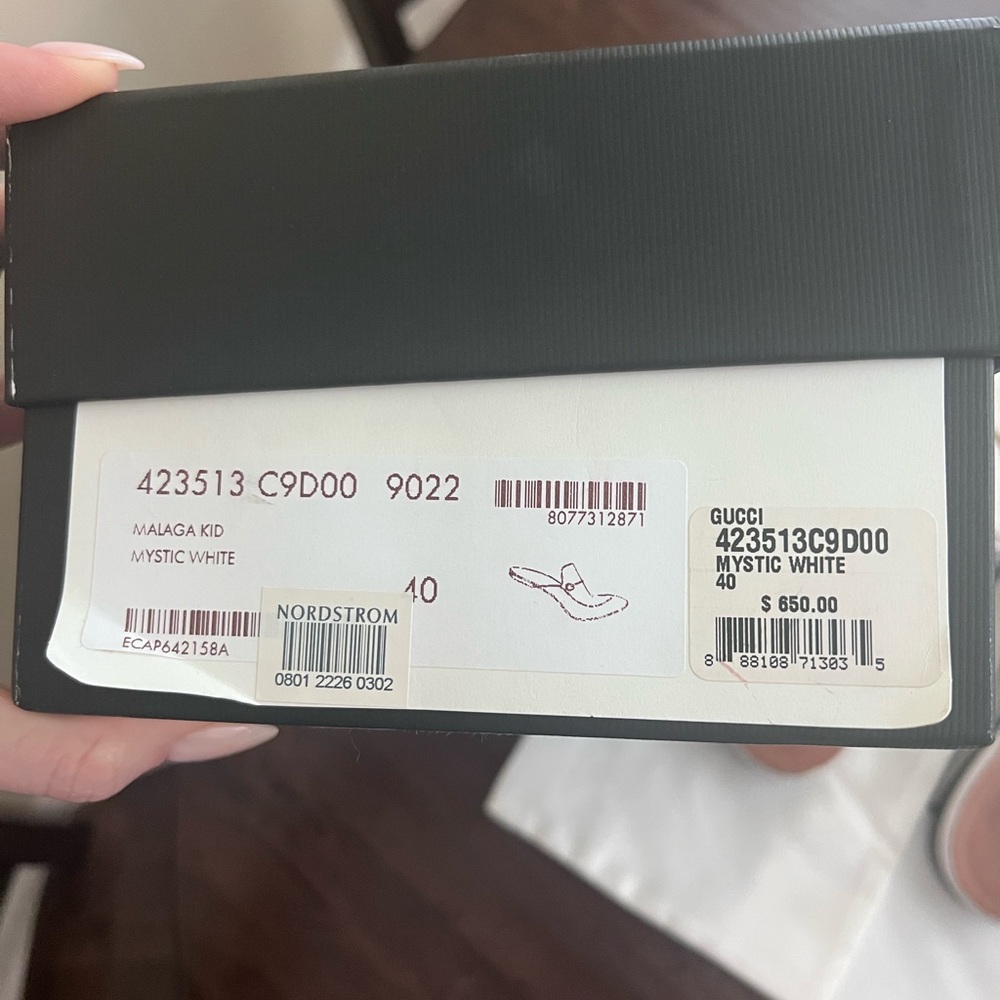 423513 C9D00 9022
8077312871
MALAGA KID
MYSTIC WHITE
40
ECAP642158A
NORDSTROM
0801 2226 0302
GUCCI
423513C9D00
MYSTIC WHITE
40
$ 650.00
8 88108 71303 5